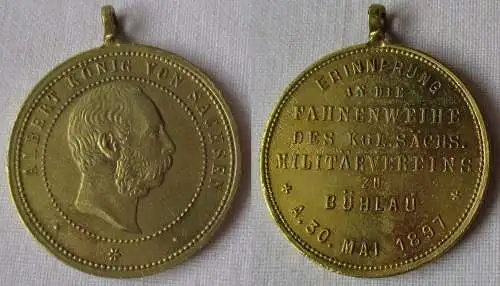 ALBERT KÖNIG VON SACHSEN
ERINNERUNG
AN DIE
FAHNENWEIHE
DES KGL. SÄCHS.
MILITÄRVEREINS
ZU
BÜHLAU
* A. 30. MAI 1897 *